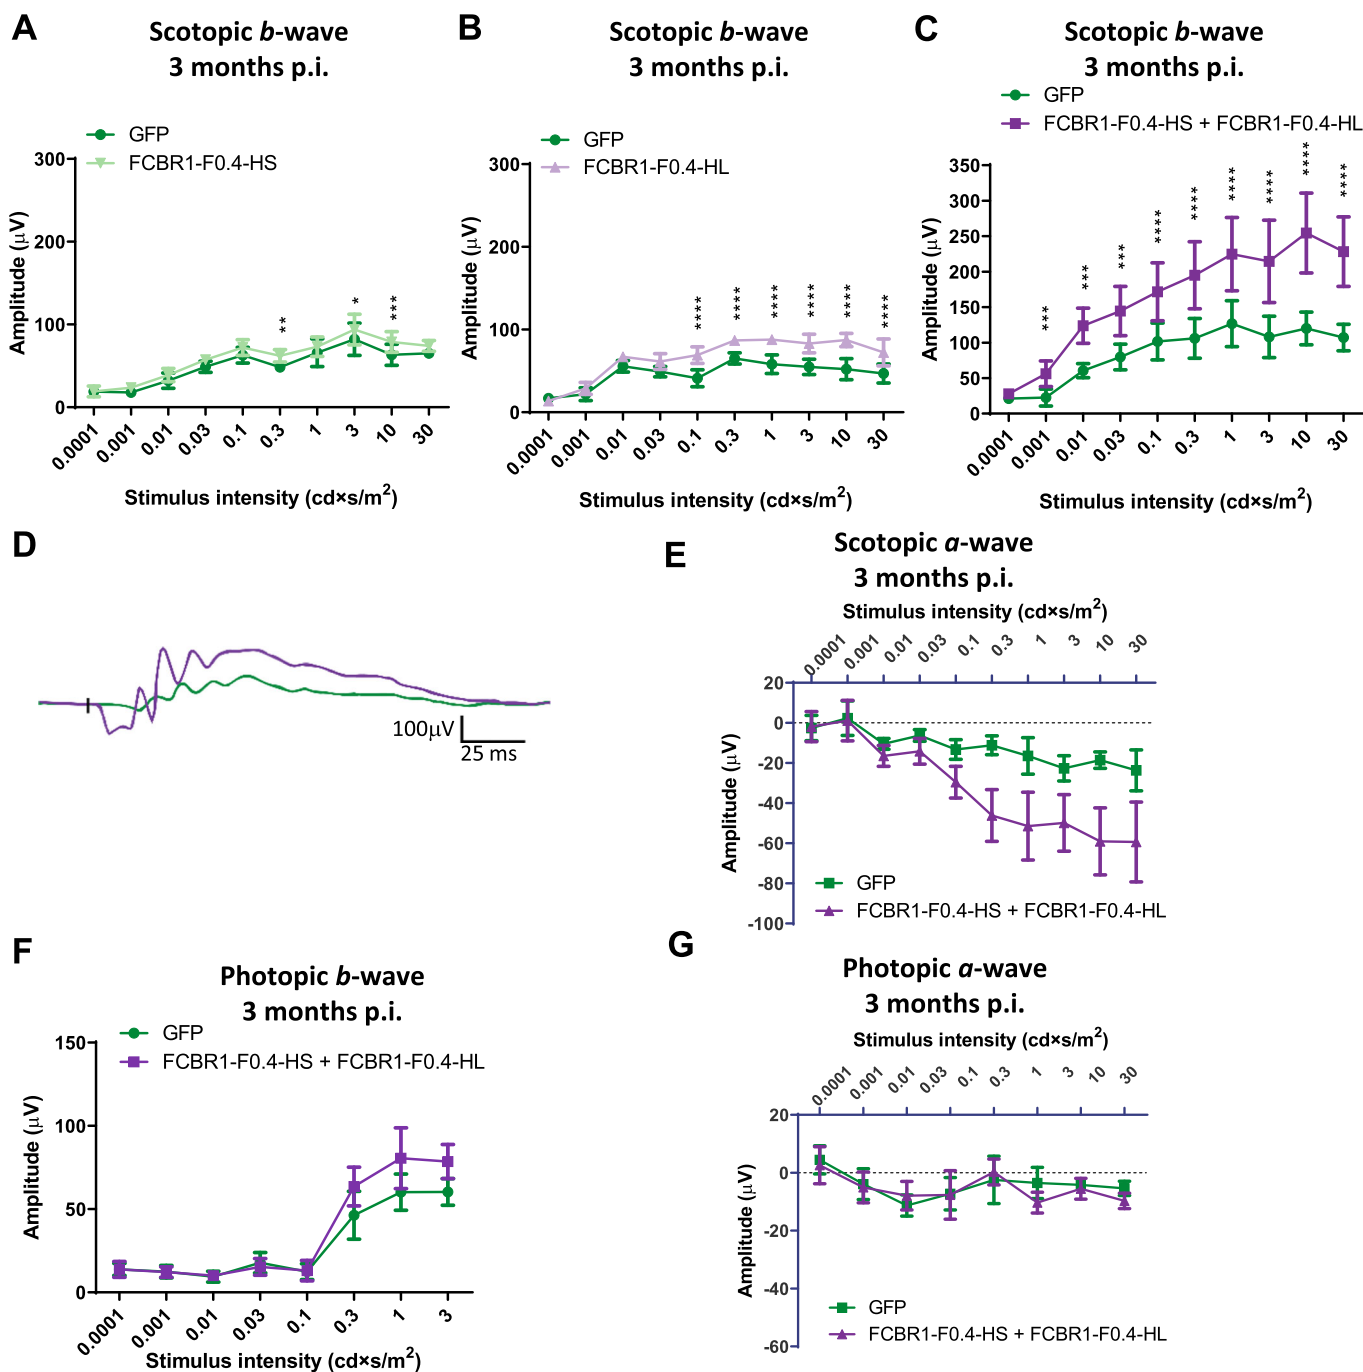 A
Scotopic b-wave
3 months p.i.
GFP
FCBR1-F0.4-HS
300
200
100
0
Amplitude (µV)
** * ***
0.0001 0.001 0.01 0.03 0.1 0.3 1 3 10 30
Stimulus intensity (cd×s/m²)
B
Scotopic b-wave
3 months p.i.
GFP
FCBR1-F0.4-HL
300
200
100
0
Amplitude (µV)
**** **** **** **** **** ****
0.0001 0.001 0.01 0.03 0.1 0.3 1 3 10 30
Stimulus intensity (cd×s/m²)
C
Scotopic b-wave
3 months p.i.
GFP
FCBR1-F0.4-HS + FCBR1-F0.4-HL
350
300
250
200
150
100
50
0
Amplitude (µV)
*** *** *** **** **** **** **** **** ****
0.0001 0.001 0.01 0.03 0.1 0.3 1 3 10 30
Stimulus intensity (cd×s/m²)
D
100µV
25 ms
E
Scotopic a-wave
3 months p.i.
Stimulus intensity (cd×s/m²)
0.0001 0.001 0.01 0.03 0.1 0.3 1 3 10 30
20
0
-20
-40
-60
-80
-100
Amplitude (µV)
GFP
FCBR1-F0.4-HS + FCBR1-F0.4-HL
F
Photopic b-wave
3 months p.i.
GFP
FCBR1-F0.4-HS + FCBR1-F0.4-HL
150
100
50
0
Amplitude (µV)
0.0001 0.001 0.01 0.03 0.1 0.3 1 3
Stimulus intensity (cd×s/m²)
G
Photopic a-wave
3 months p.i.
Stimulus intensity (cd×s/m²)
0.0001 0.001 0.01 0.03 0.1 0.3 1 3 10 30
20
0
-20
-40
-60
Amplitude (µV)
GFP
FCBR1-F0.4-HS + FCBR1-F0.4-HL